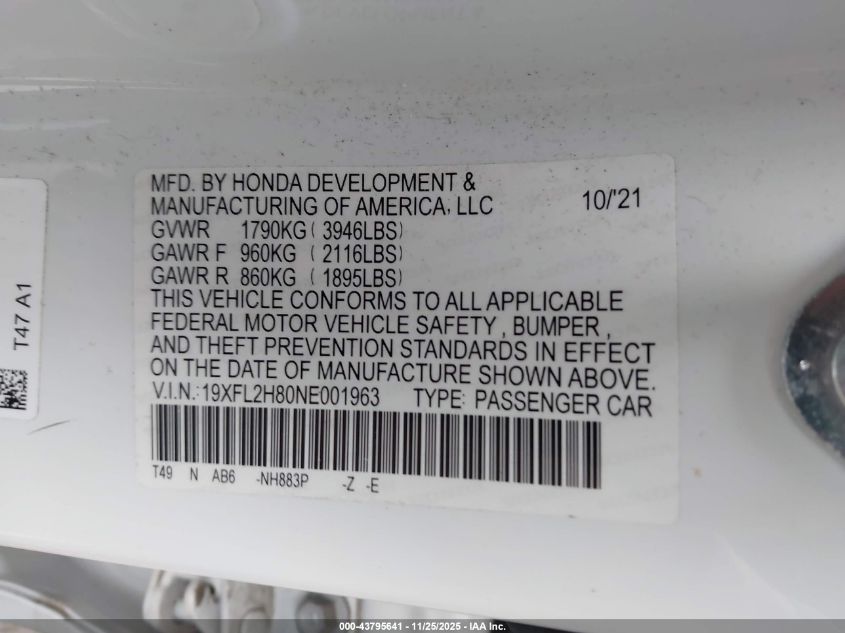 MFD. BY HONDA DEVELOPMENT &
MANUFACTURING OF AMERICA, LLC 10/'21
GVWR 1790KG ( 3946LBS)
GAWR F 960KG ( 2116LBS)
GAWR R 860KG ( 1895LBS)
THIS VEHICLE CONFORMS TO ALL APPLICABLE
FEDERAL MOTOR VEHICLE SAFETY , BUMPER ,
AND THEFT PREVENTION STANDARDS IN EFFECT
ON THE DATE OF MANUFACTURE SHOWN ABOVE.
V.I.N.: 19XFL2H80NE001963 TYPE: PASSENGER CAR
T49 N AB6 -NH883P -Z -E
T47 A1
000-43795641 - 11/25/2025 - IAA Inc.